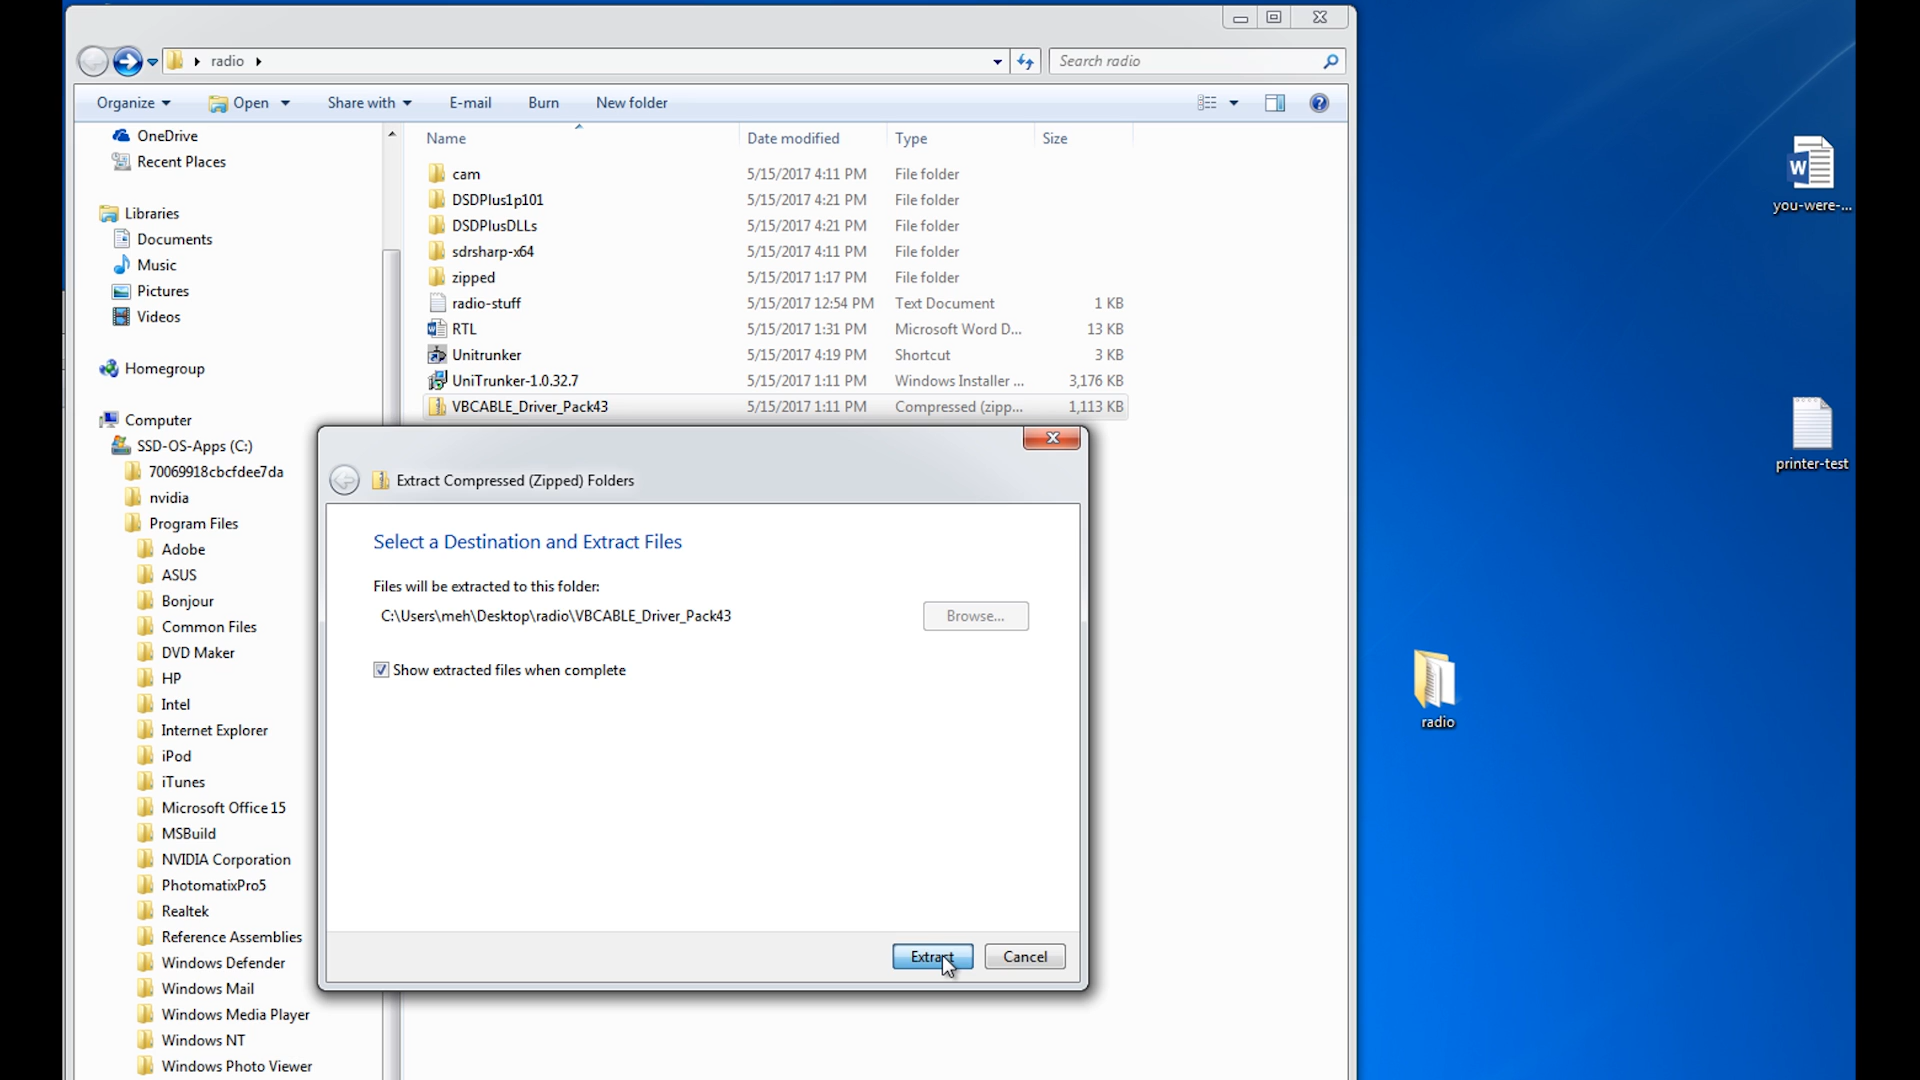 radio
Search radio
Organize Open Share with E-mail Burn New folder
OneDrive
Recent Places
Libraries
Documents
Music
Pictures
Videos
Homegroup
Computer
SSD-OS-Apps (C:)
70069918cbcfdee7da
nvidia
Program Files
Adobe
ASUS
Bonjour
Common Files
DVD Maker
HP
Intel
Internet Explorer
iPod
iTunes
Microsoft Office 15
MSBuild
NVIDIA Corporation
PhotomatixPro5
Realtek
Reference Assemblies
Windows Defender
Windows Mail
Windows Media Player
Windows NT
Windows Photo Viewer
Name Date modified Type Size
cam 5/15/2017 4:11 PM File folder
DSDPlus1p101 5/15/2017 4:21 PM File folder
DSDPlusDLLs 5/15/2017 4:21 PM File folder
sdrsharp-x64 5/15/2017 4:11 PM File folder
zipped 5/15/2017 1:17 PM File folder
radio-stuff 5/15/2017 12:54 PM Text Document 1 KB
RTL 5/15/2017 1:31 PM Microsoft Word D... 13 KB
Unitrunker 5/15/2017 4:19 PM Shortcut 3 KB
UniTrunker-1.0.32.7 5/15/2017 1:11 PM Windows Installer ... 3,176 KB
VBCABLE_Driver_Pack43 5/15/2017 1:11 PM Compressed (zipp... 1,113 KB
Extract Compressed (Zipped) Folders
Select a Destination and Extract Files
Files will be extracted to this folder:
C:\Users\meh\Desktop\radio\VBCABLE_Driver_Pack43
Browse...
Show extracted files when complete
Extract Cancel
W
you-were-...
printer-test
radio